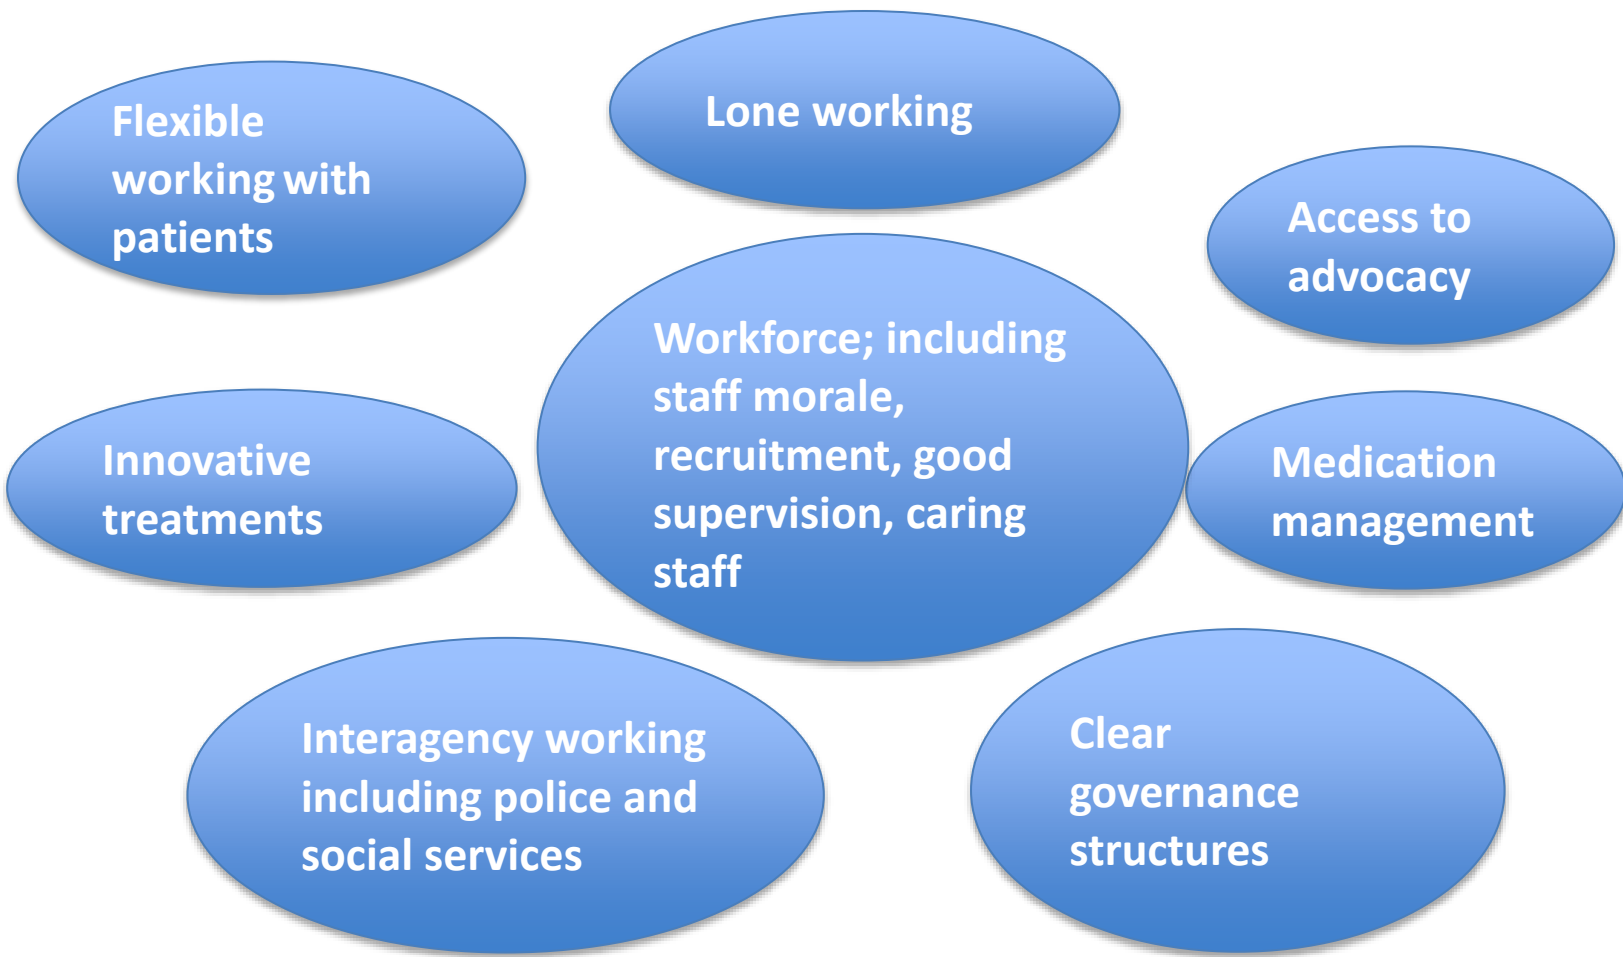 Flexible
working with
patients
Lone working
Access to
advocacy
Workforce; including
staff morale,
recruitment, good
supervision, caring
staff
Innovative
treatments
Medication
management
Interagency working
including police and
social services
Clear
governance
structures